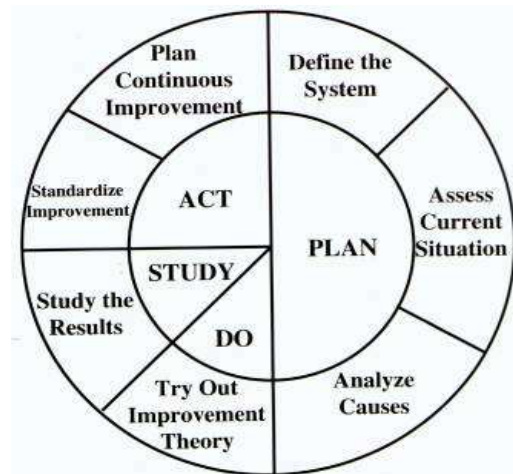 Plan
Continuous
Improvement
Define the
System
Standardize
Improvement
ACT
PLAN
Assess
Current
Situation
STUDY
Study the
Results
DO
Try Out
Improvement
Theory
Analyze
Causes